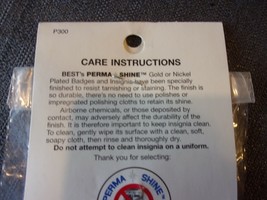 P300
CARE INSTRUCTIONS
BEST's PERMA - SHINE™ Gold or Nickel
Plated Badges and Insignia have been specially
finished to resist tarnishing or staining. The finish is
so durable, there's no need to use polishes or
impregnated polishing cloths to retain its shine.
Airborne chemicals, or those deposited by
contact, may adversely affect the durability of the
finish. It is therefore important to keep insignia clean.
To clean, gently wipe its surface with a clean, soft,
soapy cloth, then rinse and dry thoroughly.
Do not attempt to clean insignia on a uniform.
Thank you for selecting:
PERMA SHINE™